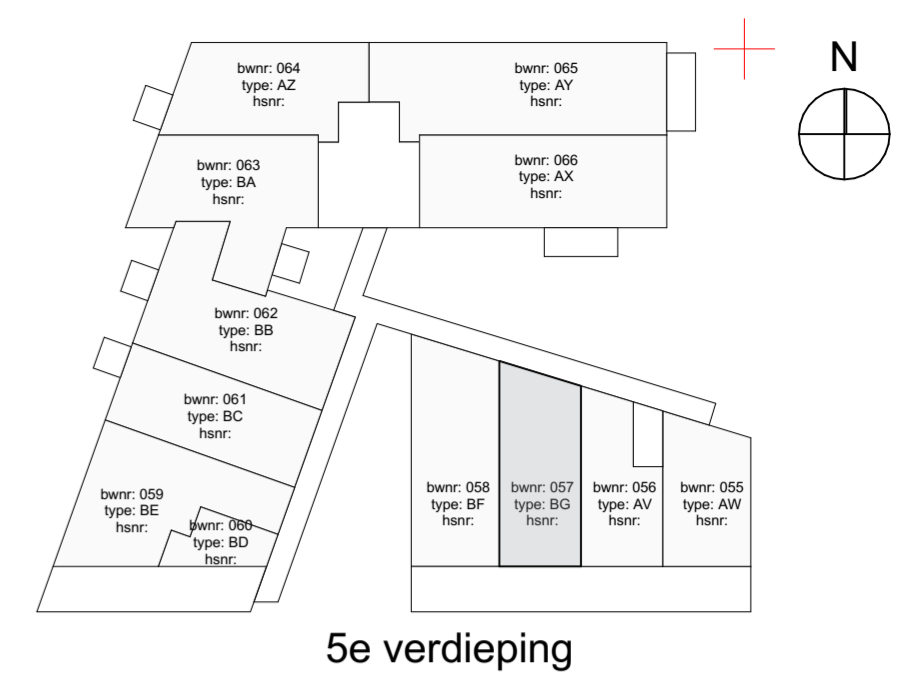 bwnr: 064
type: AZ
hsnr:
bwnr: 065
type: AY
hsnr:
N
bwnr: 063
type: BA
hsnr:
bwnr: 066
type: AX
hsnr:
bwnr: 062
type: BB
hsnr:
bwnr: 061
type: BC
hsnr:
bwnr: 059
type: BE
hsnr:
bwnr: 060
type: BD
hsnr:
bwnr: 058
type: BF
hsnr:
bwnr: 057
type: BG
hsnr:
bwnr: 056
type: AV
hsnr:
bwnr: 055
type: AW
hsnr:
5e verdieping